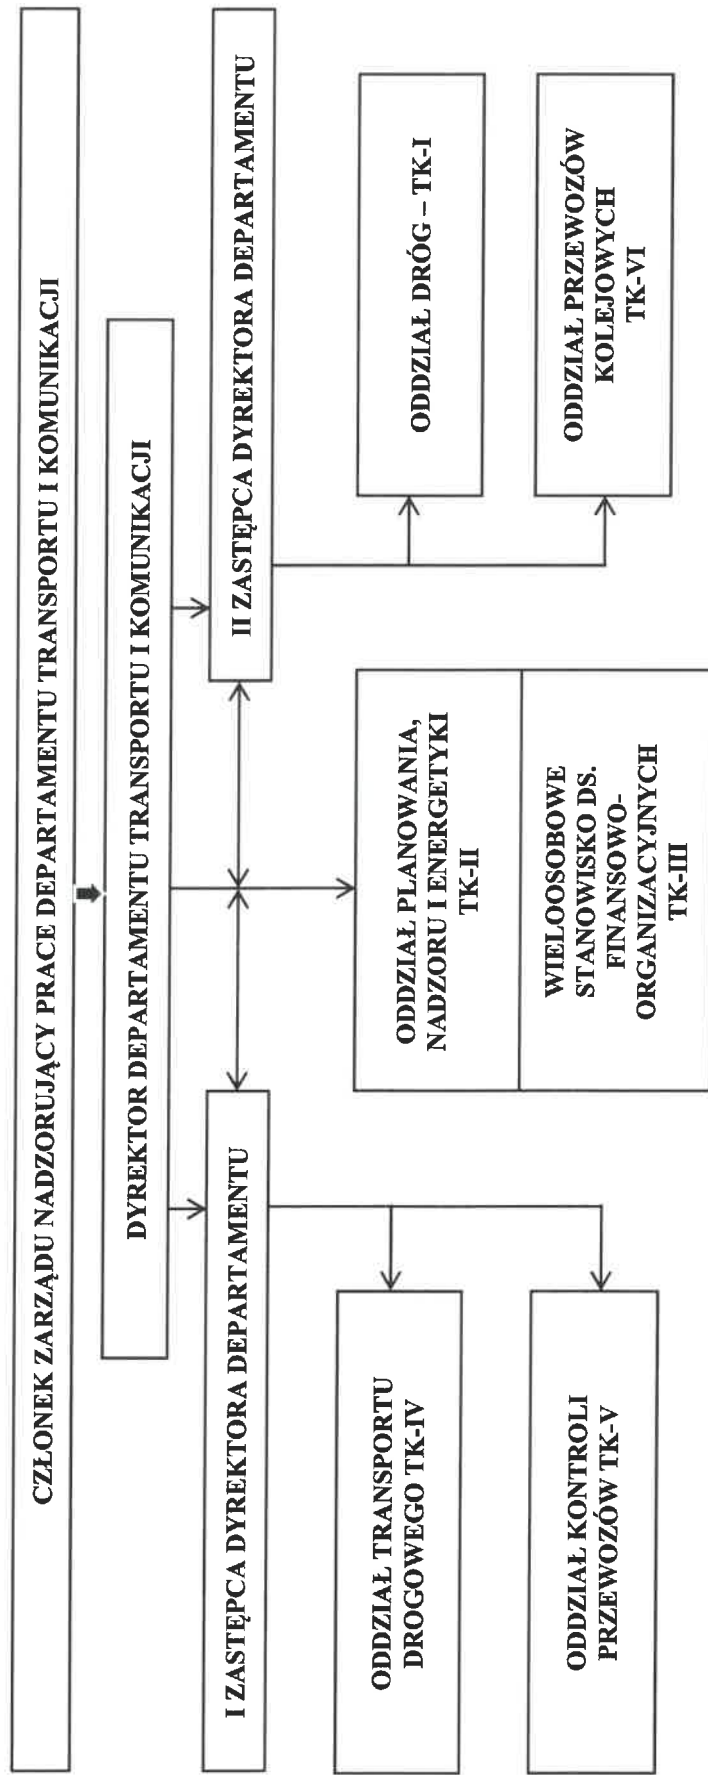 CZŁONEK ZARZĄDU NADZORUJĄCY PRACE DEPARTAMENTU TRANSPORTU I KOMUNIKACJI
DYREKTOR DEPARTAMENTU TRANSPORTU I KOMUNIKACJI
I ZASTĘPCA DYREKTORA DEPARTAMENTU
II ZASTĘPCA DYREKTORA DEPARTAMENTU
ODDZIAŁ TRANSPORTU
DROGOWEGO TK-IV
ODDZIAŁ KONTROLI
PRZEWOZÓW TK-V
ODDZIAŁ PLANOWANIA,
NADZORU I ENERGETYKI
TK-II
WIELOOSOBOWE
STANOWISKO DS.
FINANSOWO-
ORGANIZACYJNYCH
TK-III
ODDZIAŁ DRÓG – TK-I
ODDZIAŁ PRZEWOZÓW
KOLEJOWYCH
TK-VI